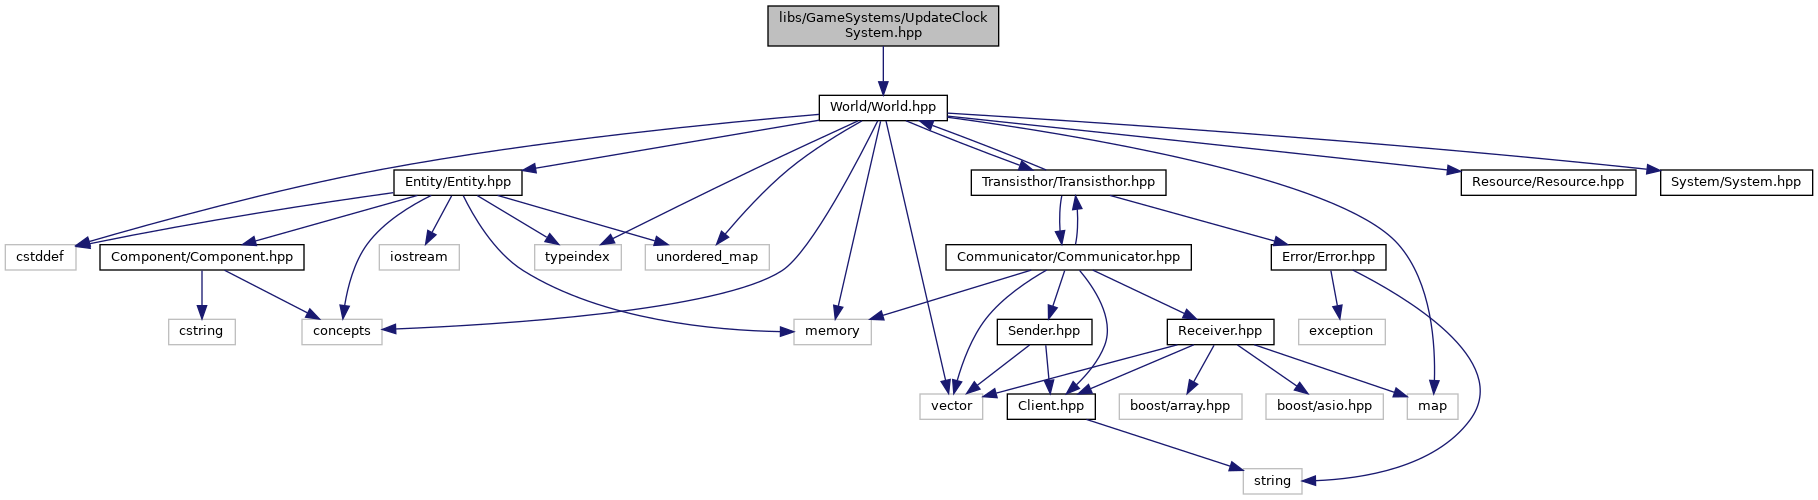 libs/GameSystems/UpdateClock
System.hpp
World/World.hpp
Entity/Entity.hpp
Transisthor/Transisthor.hpp
Resource/Resource.hpp
System/System.hpp
cstddef
Component/Component.hpp
iostream
typeindex
unordered_map
Communicator/Communicator.hpp
Error/Error.hpp
cstring
concepts
memory
Sender.hpp
Receiver.hpp
exception
vector
Client.hpp
boost/array.hpp
boost/asio.hpp
map
string